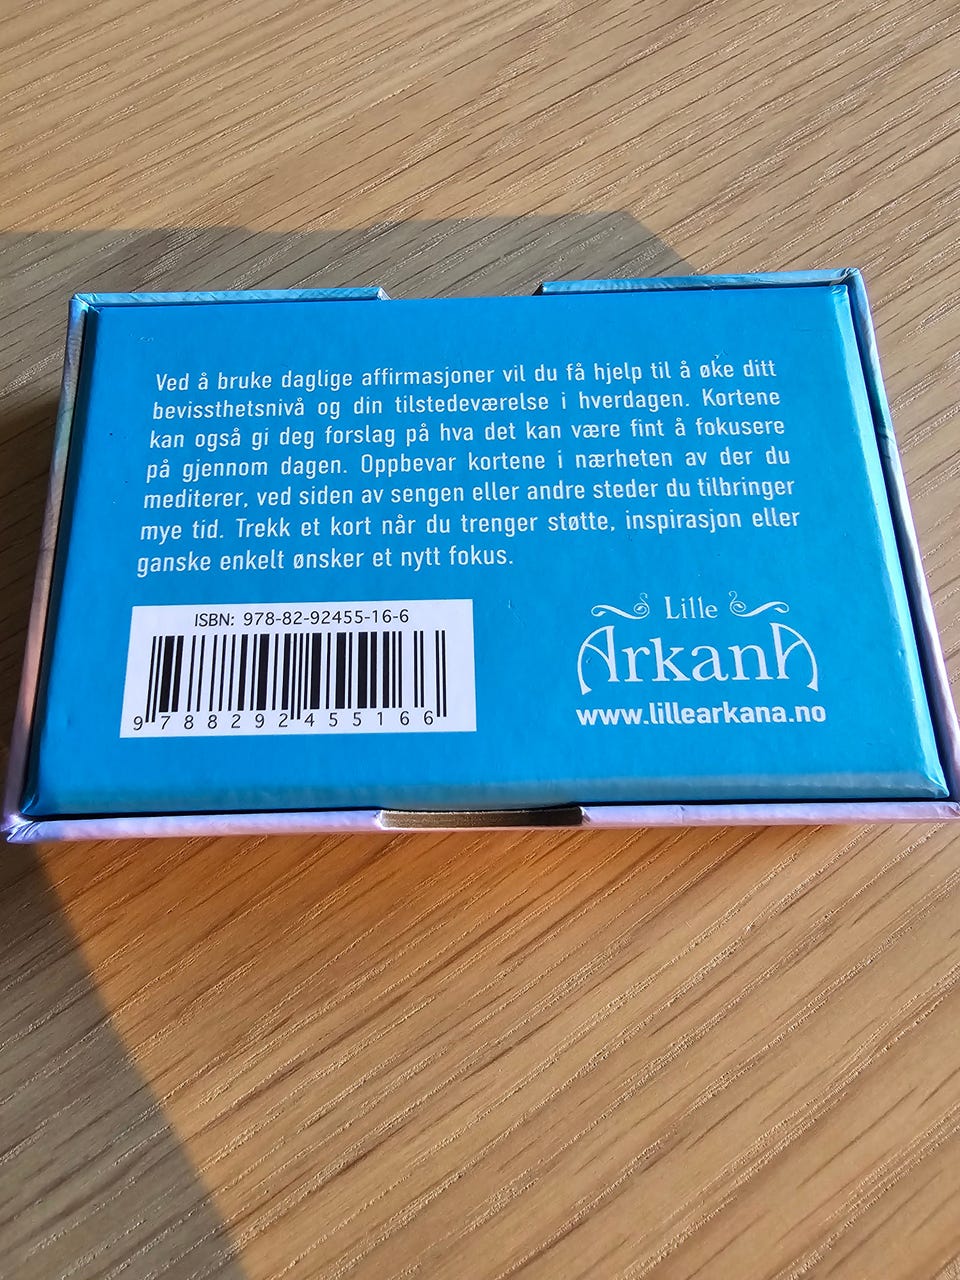 Ved å bruke daglige affirmasjoner vil du få hjelp til å øke ditt
bevissthetsnivå og din tilstedeværelse i hverdagen. Kortene
kan også gi deg forslag på hva det kan være fint å fokusere
på gjennom dagen. Oppbevar kortene i nærheten av der du
mediterer, ved siden av sengen eller andre steder du tilbringer
mye tid. Trekk et kort når du trenger støtte, inspirasjon eller
ganske enkelt ønsker et nytt fokus.
ISBN: 978-82-92455-16-6
9 788292 455166
Lille
ArkanA
www.lillearkana.no